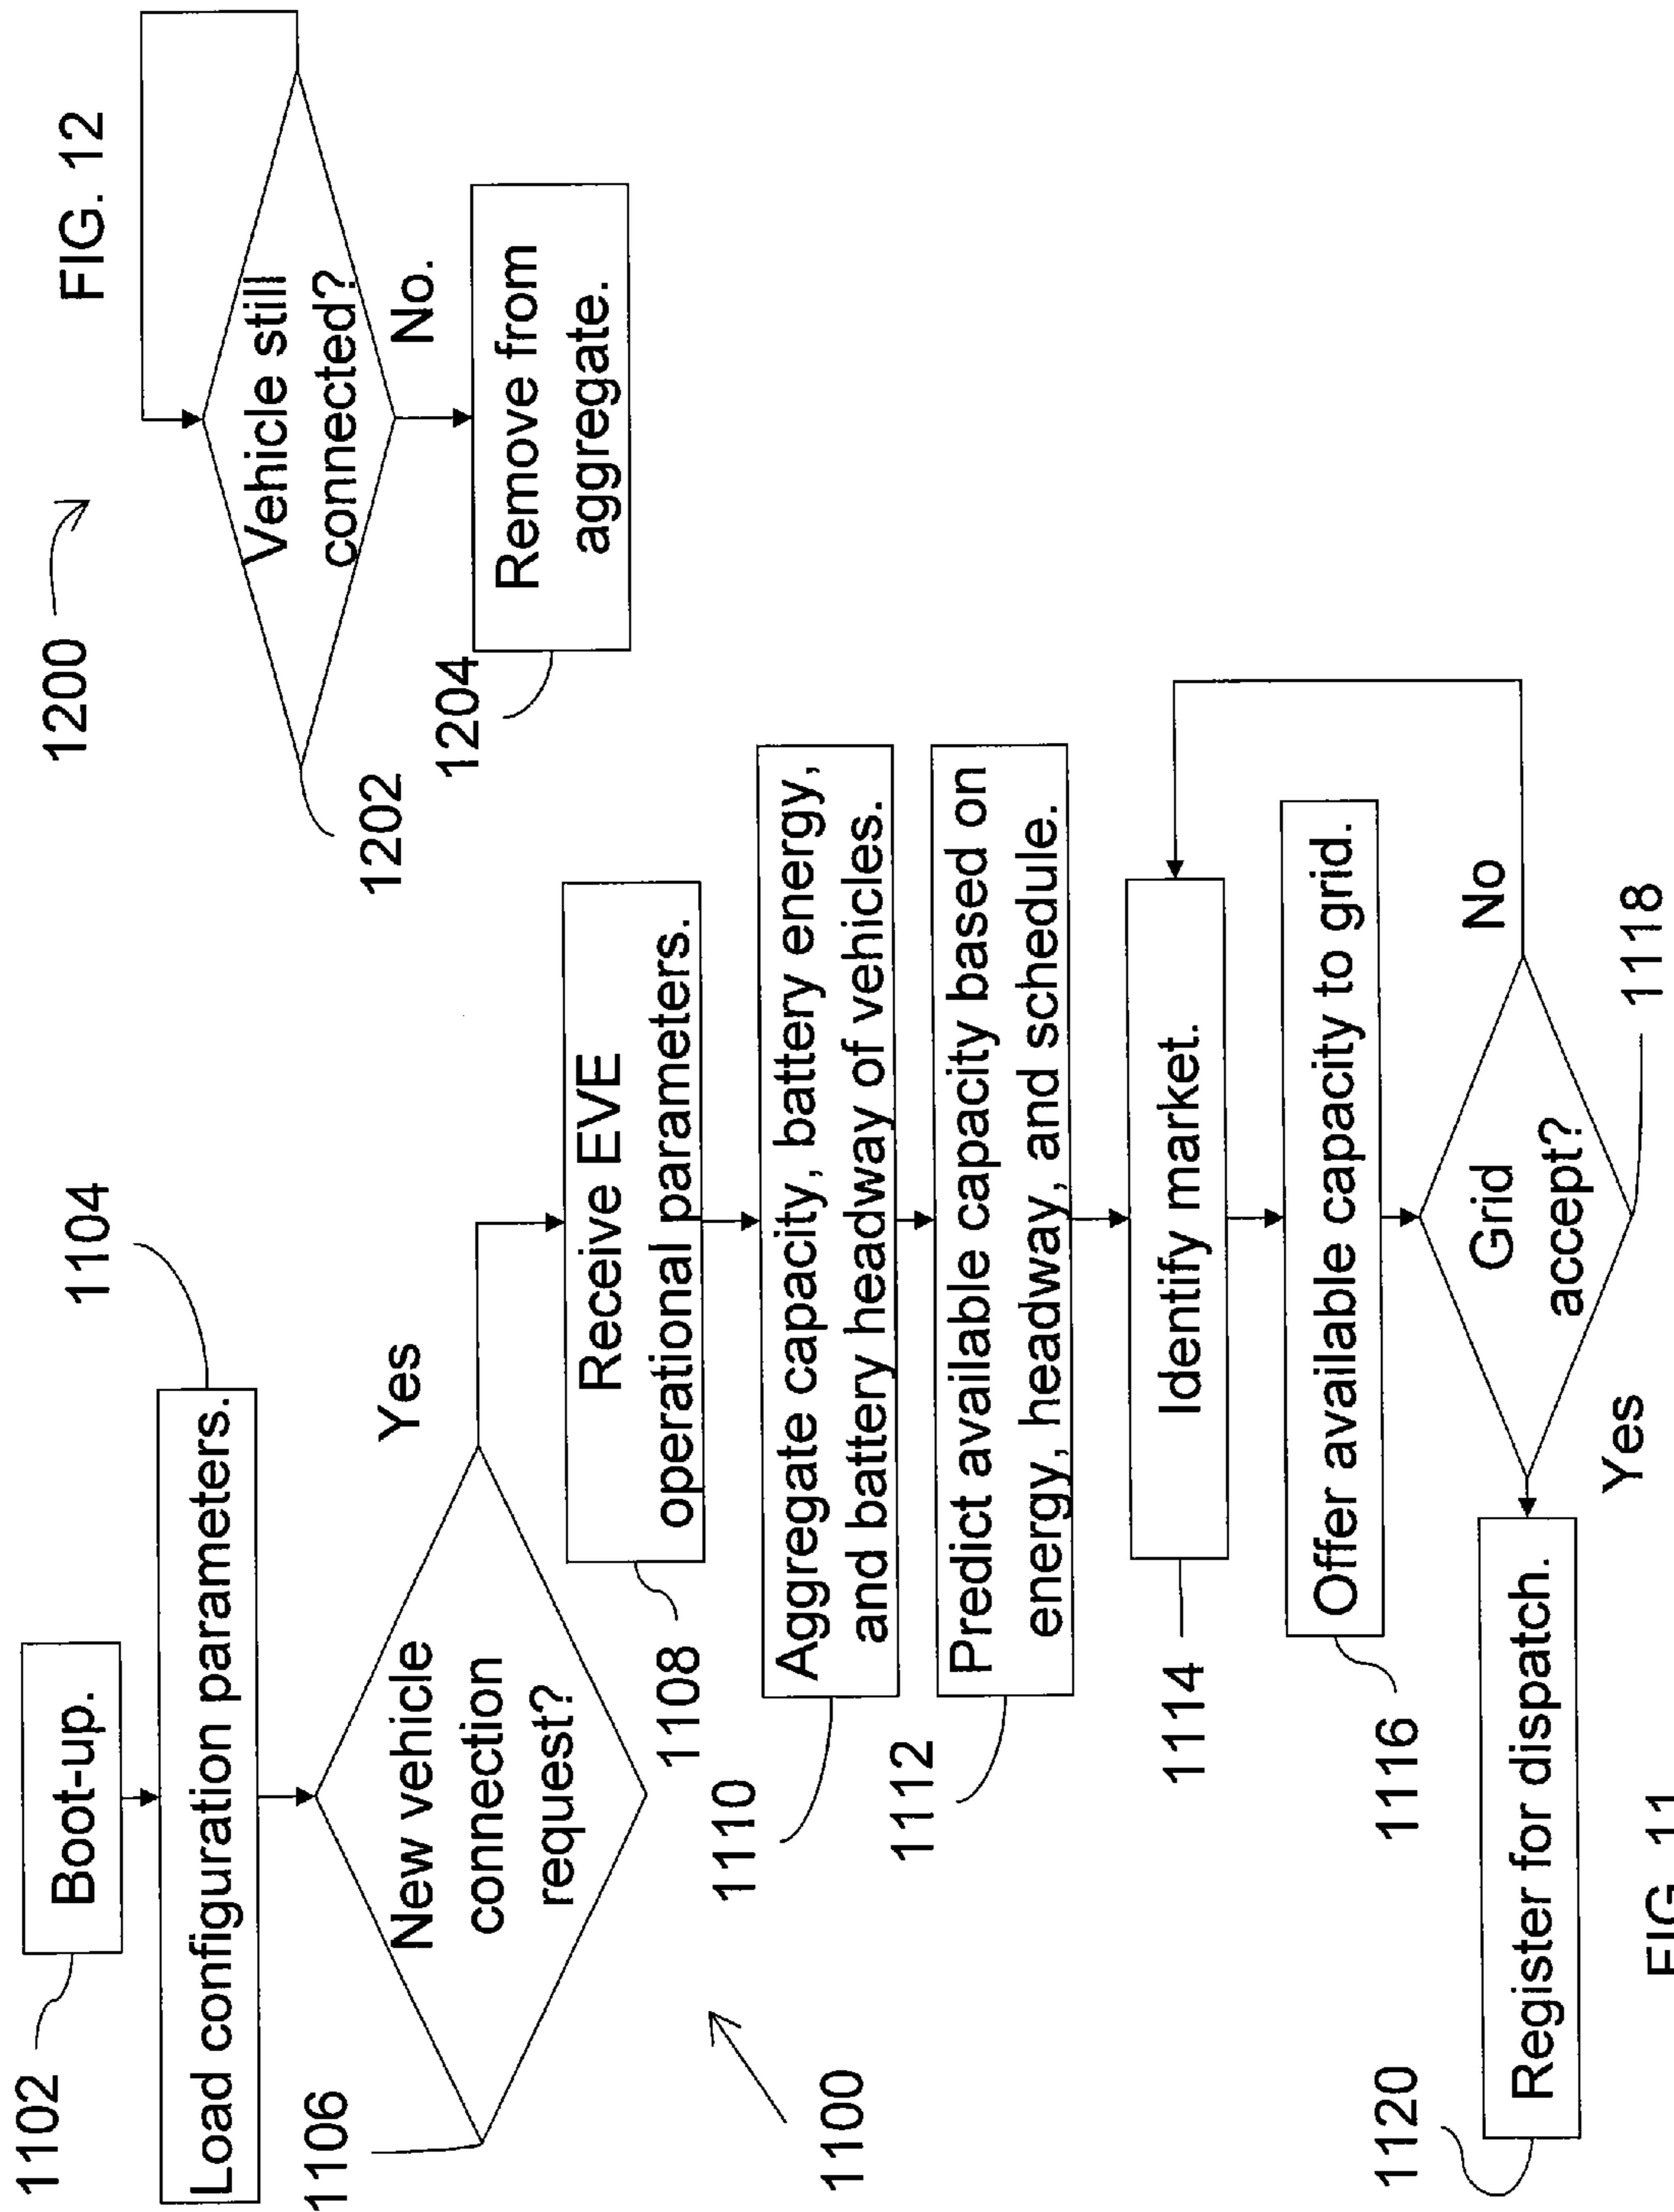 1102
Boot-up.
1104
Load configuration parameters.
1106
New vehicle
connection
request?
Yes
1100
1108
Receive EVE
operational parameters.
1110
Aggregate capacity, battery energy,
and battery headway of vehicles.
1112
Predict available capacity based on
energy, headway, and schedule.
1114
Identify market.
1116
Offer available capacity to grid.
Grid
accept?
No
1118
Yes
1120
Register for dispatch.
FIG. 11
1200
FIG. 12
Vehicle still
connected?
1202
No.
1204
Remove from
aggregate.